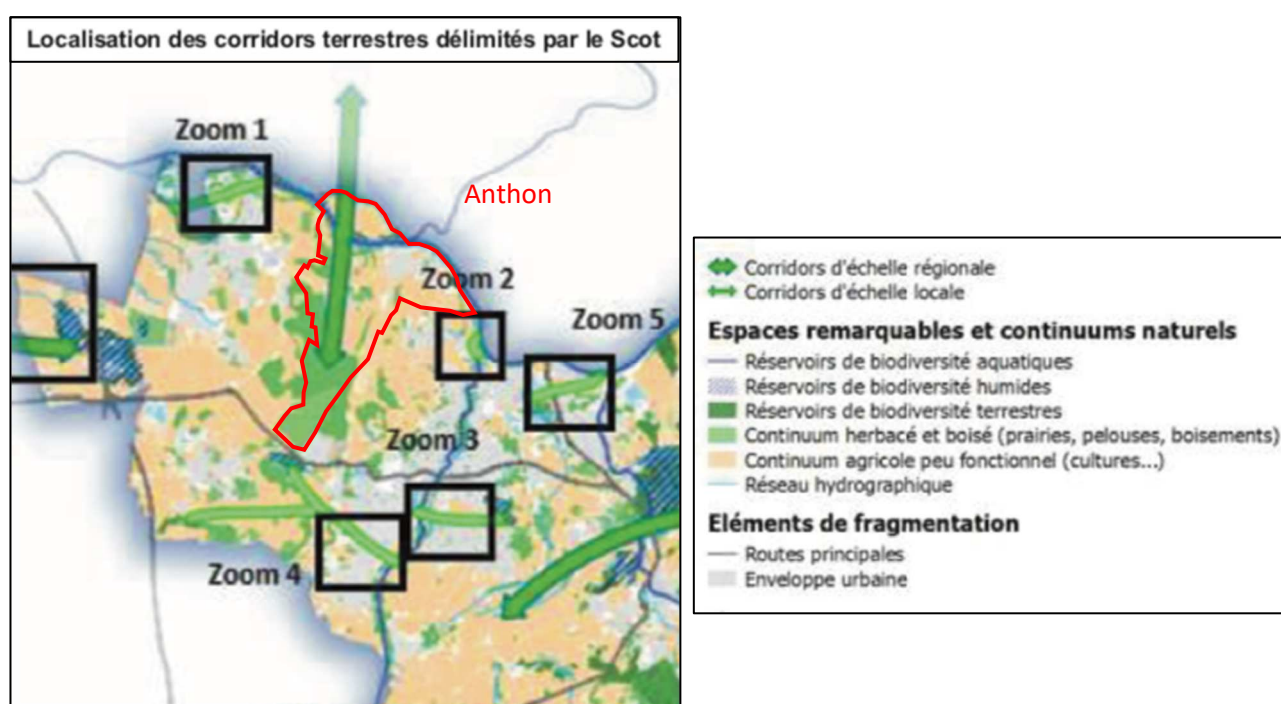 Localisation des corridors terrestres délimités par le Scot
Zoom 1
Anthon
Zoom 2
Zoom 5
Zoom 3
Zoom 4
Corridors d'échelle régionale
Corridors d'échelle locale
Espaces remarquables et continuums naturels
Réservoirs de biodiversité aquatiques
Réservoirs de biodiversité humides
Réservoirs de biodiversité terrestres
Continuum herbacé et boisé (prairies, pelouses, boisements)
Continuum agricole peu fonctionnel (cultures...)
Réseau hydrographique
Eléments de fragmentation
Routes principales
Enveloppe urbaine